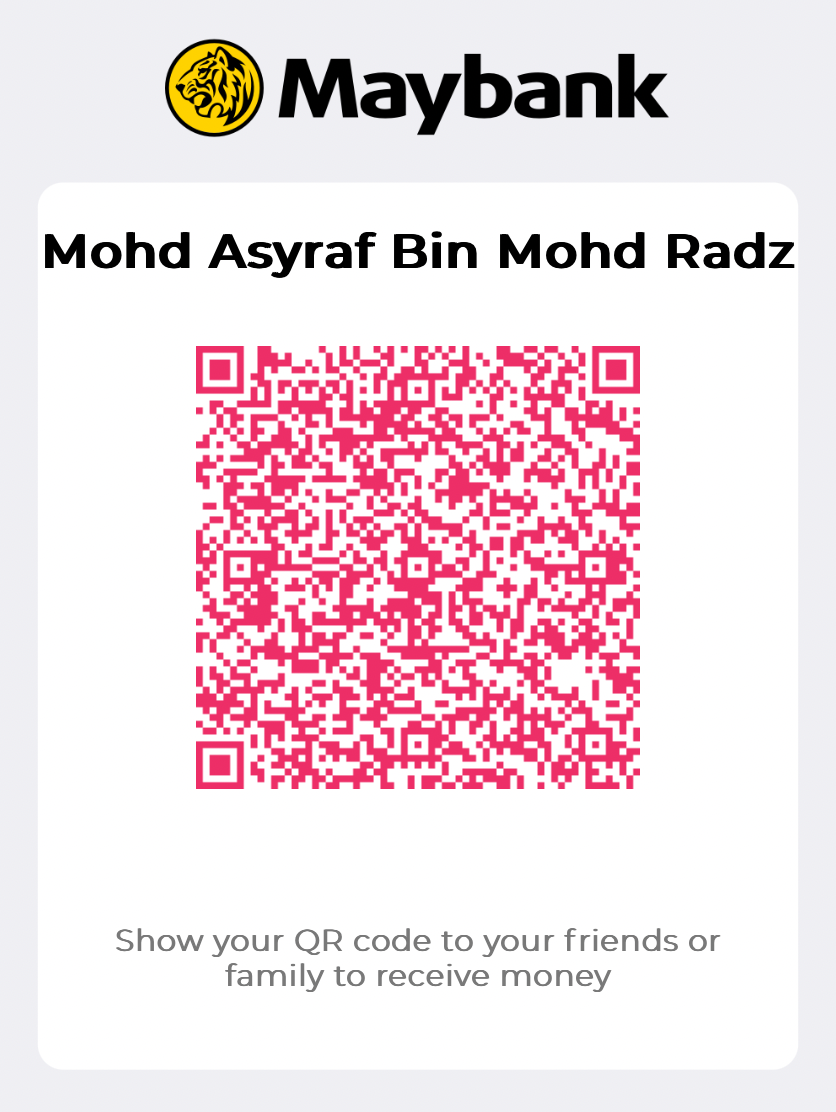 Maybank
Mohd Asyraf Bin Mohd Radz
Show your QR code to your friends or
family to receive money